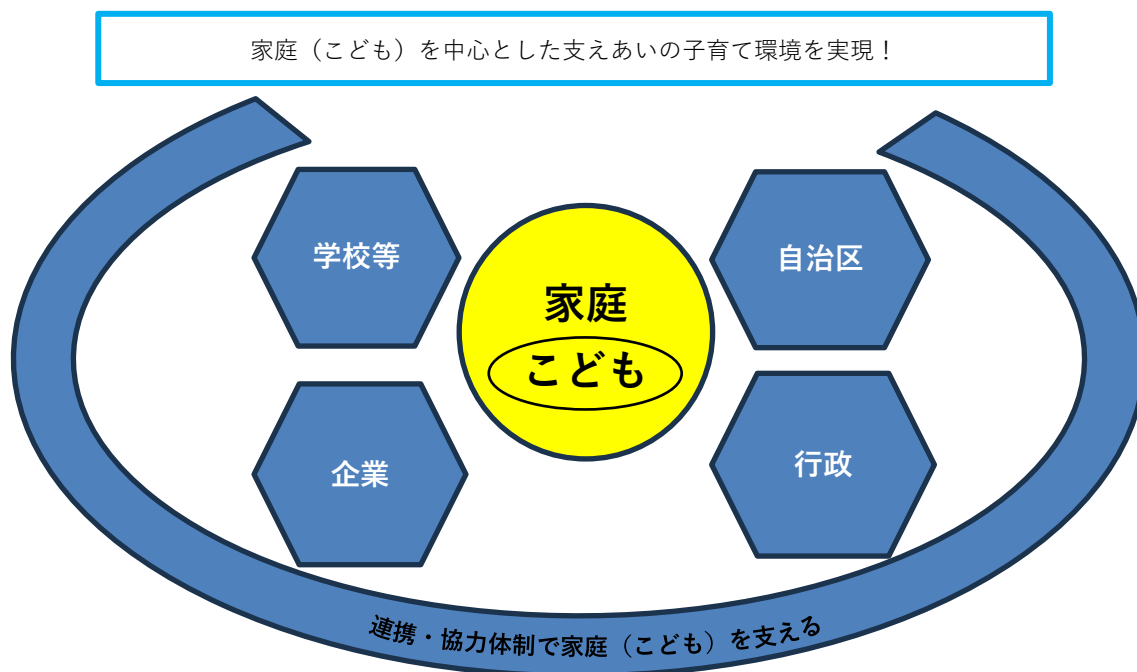 家庭（こども）を中心とした支えあいの子育て環境を実現！
学校等
自治区
家庭
こども
企業
行政
連携・協力体制で家庭（こども）を支える